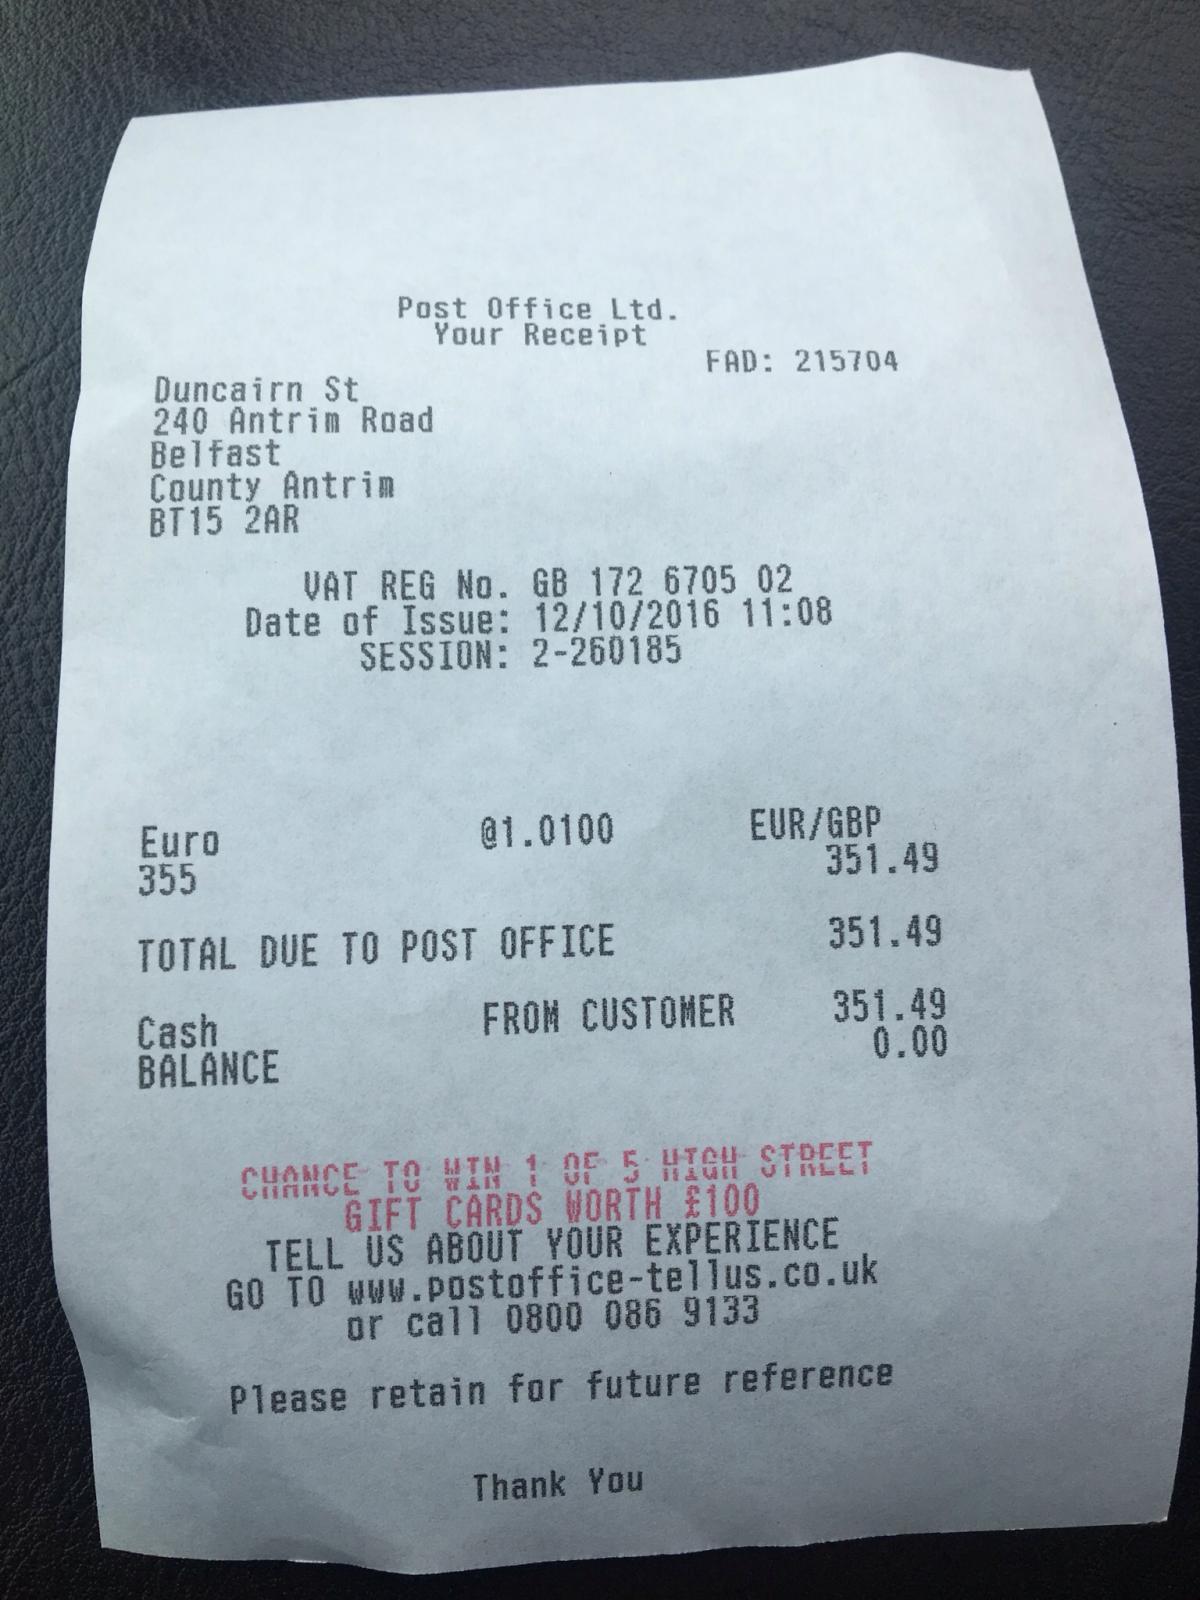 Post Office Ltd.
Your Receipt
FAD: 215704
Duncairn St
240 Antrim Road
Belfast
County Antrim
BT15 2AR
VAT REG No. GB 172 6705 02
Date of Issue: 12/10/2016 11:08
SESSION: 2-260185
Euro @1.0100 EUR/GBP
355 351.49
TOTAL DUE TO POST OFFICE 351.49
Cash FROM CUSTOMER 351.49
BALANCE 0.00
CHANCE TO WIN 1 OF 5 HIGH STREET
GIFT CARDS WORTH £100
TELL US ABOUT YOUR EXPERIENCE
GO TO www.postoffice-tellus.co.uk
or call 0800 086 9133
Please retain for future reference
Thank You